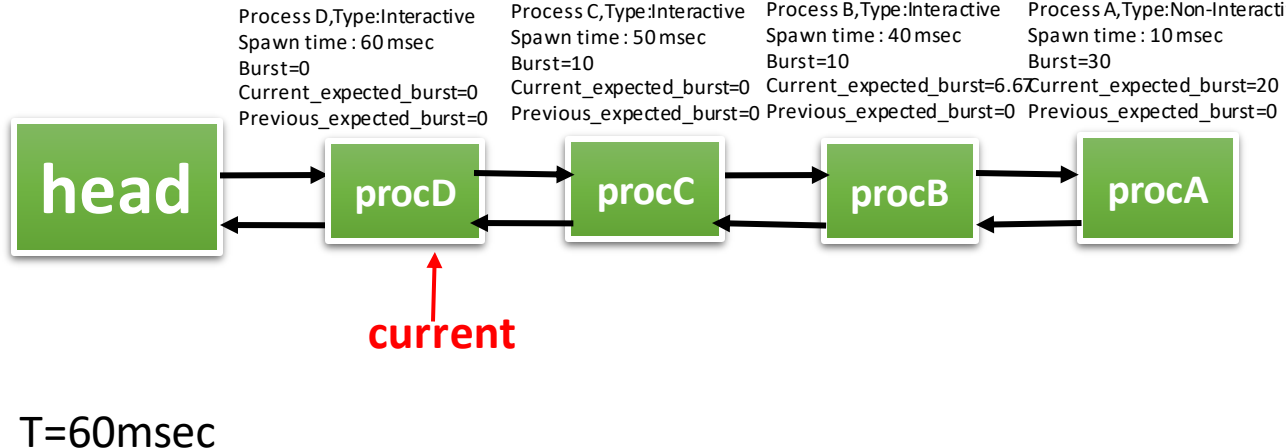 Process D,Type:Interactive
Spawn time : 60 msec
Burst=0
Current_expected_burst=0
Previous_expected_burst=0
Process C,Type:Interactive
Spawn time : 50 msec
Burst=10
Current_expected_burst=0
Previous_expected_burst=0
Process B,Type:Interactive
Spawn time : 40 msec
Burst=10
Current_expected_burst=6.67
Previous_expected_burst=0
Process A,Type:Non-Interacti
Spawn time : 10 msec
Burst=30
Current_expected_burst=20
Previous_expected_burst=0
head
procD
procC
procB
procA
current
T=60msec